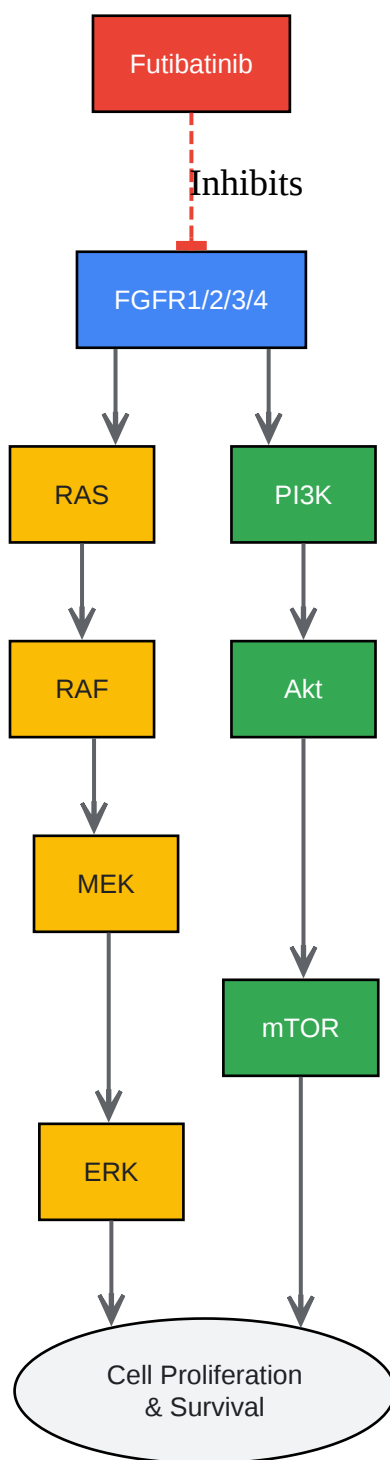 Futibatinib
Inhibits
FGFR1/2/3/4
RAS
PI3K
RAF
Akt
MEK
mTOR
ERK
Cell Proliferation
& Survival